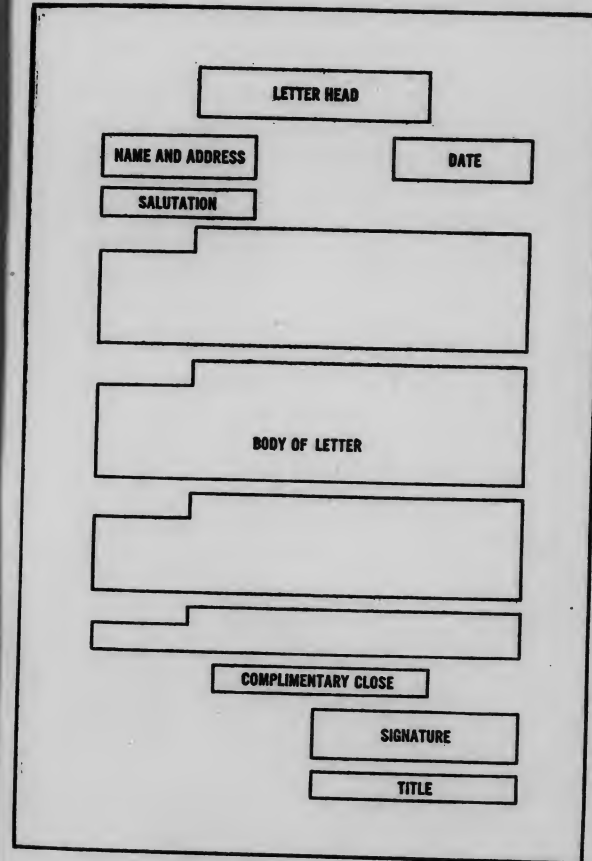 LETTER HEAD
NAME AND ADDRESS
DATE
SALUTATION
BODY OF LETTER
COMPLIMENTARY CLOSE
SIGNATURE
TITLE